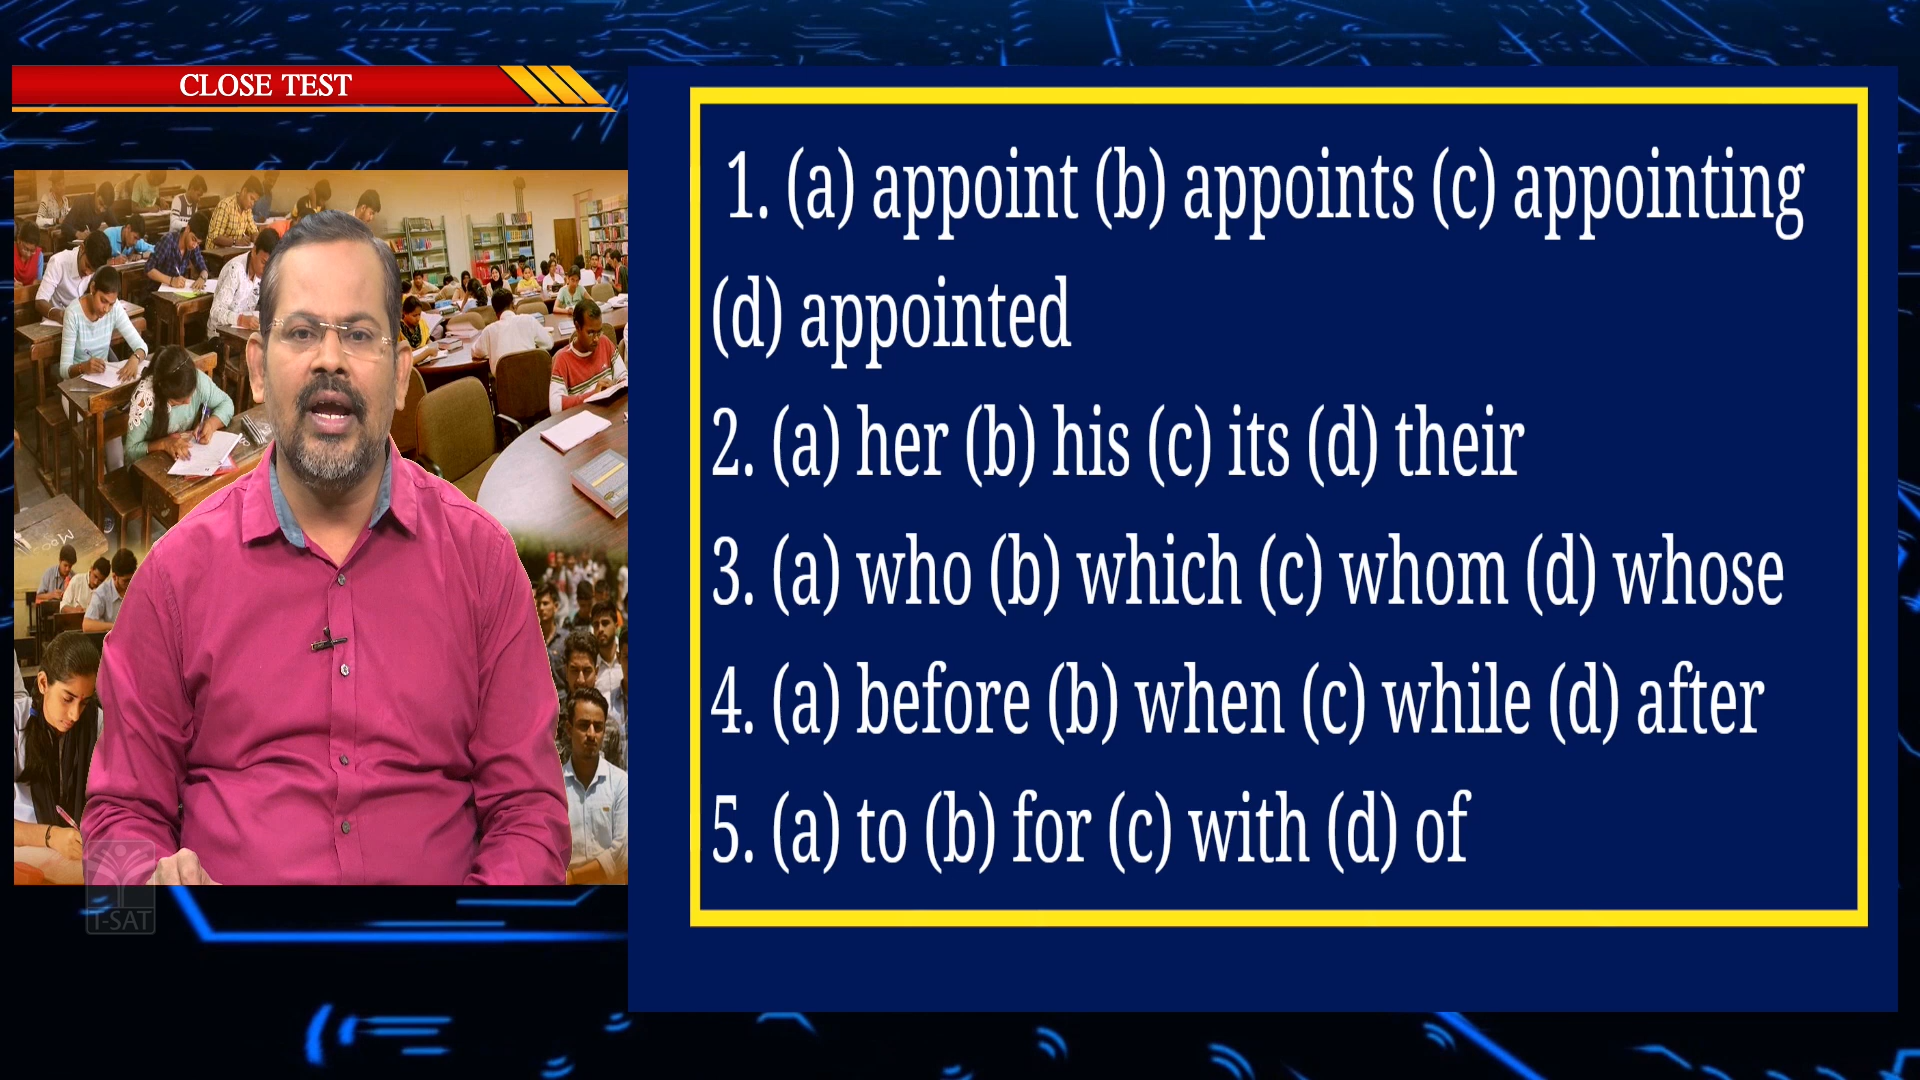 CLOSE TEST
1. (a) appoint (b) appoints (c) appointing
(d) appointed
2. (a) her (b) his (c) its (d) their
3. (a) who (b) which (c) whom (d) whose
4. (a) before (b) when (c) while (d) after
5. (a) to (b) for (c) with (d) of
T-SAT